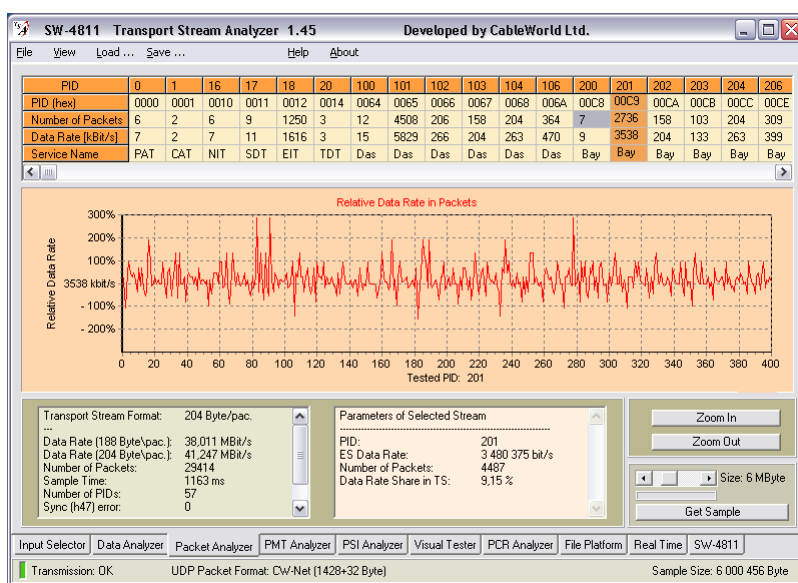 SW-4811 Transport Stream Analyzer 1.45 Developed by CableWorld Ltd.
File View Load ... Save ... Help About
PID 0 1 16 17 18 20 100 101 102 103 104 106 200 201 202 203 204 206
PID (hex) 0000 0001 0010 0011 0012 0014 0064 0065 0066 0067 0068 006A 00C8 00C9 00CA 00CB 00CC 00CE
Number of Packets 6 2 6 9 1250 3 12 4508 206 158 204 364 7 2736 158 103 204 309
Data Rate [kBit/s] 7 2 7 11 1616 3 15 5829 266 204 263 470 9 3538 204 133 263 399
Service Name PAT CAT NIT SDT EIT TDT Das Das Das Das Das Das Bay Bay Bay Bay Bay Bay
Relative Data Rate in Packets
300%
200%
100%
3538 kbit/s
- 100%
- 200%
Relative Data Rate
0 20 40 60 80 100 120 140 160 180 200 220 240 260 280 300 320 340 360 380 400
Tested PID: 201
Transport Stream Format: 204 Byte/pac.
---
Data Rate (188 Byte\pac.): 38,011 MBit/s
Data Rate (204 Byte\pac.): 41,247 MBit/s
Number of Packets: 29414
Sample Time: 1163 ms
Number of PIDs: 57
Sync (h47) error: 0
Parameters of Selected Stream
PID: 201
ES Data Rate: 3 480 375 bit/s
Number of Packets: 4487
Data Rate Share in TS: 9,15 %
Zoom In
Zoom Out
Size: 6 MByte
Get Sample
Input Selector Data Analyzer Packet Analyzer PMT Analyzer PSI Analyzer Visual Tester PCR Analyzer File Platform Real Time SW-4811
Transmission: OK UDP Packet Format: CW-Net (1428+32 Byte) Sample Size: 6 000 456 Byte